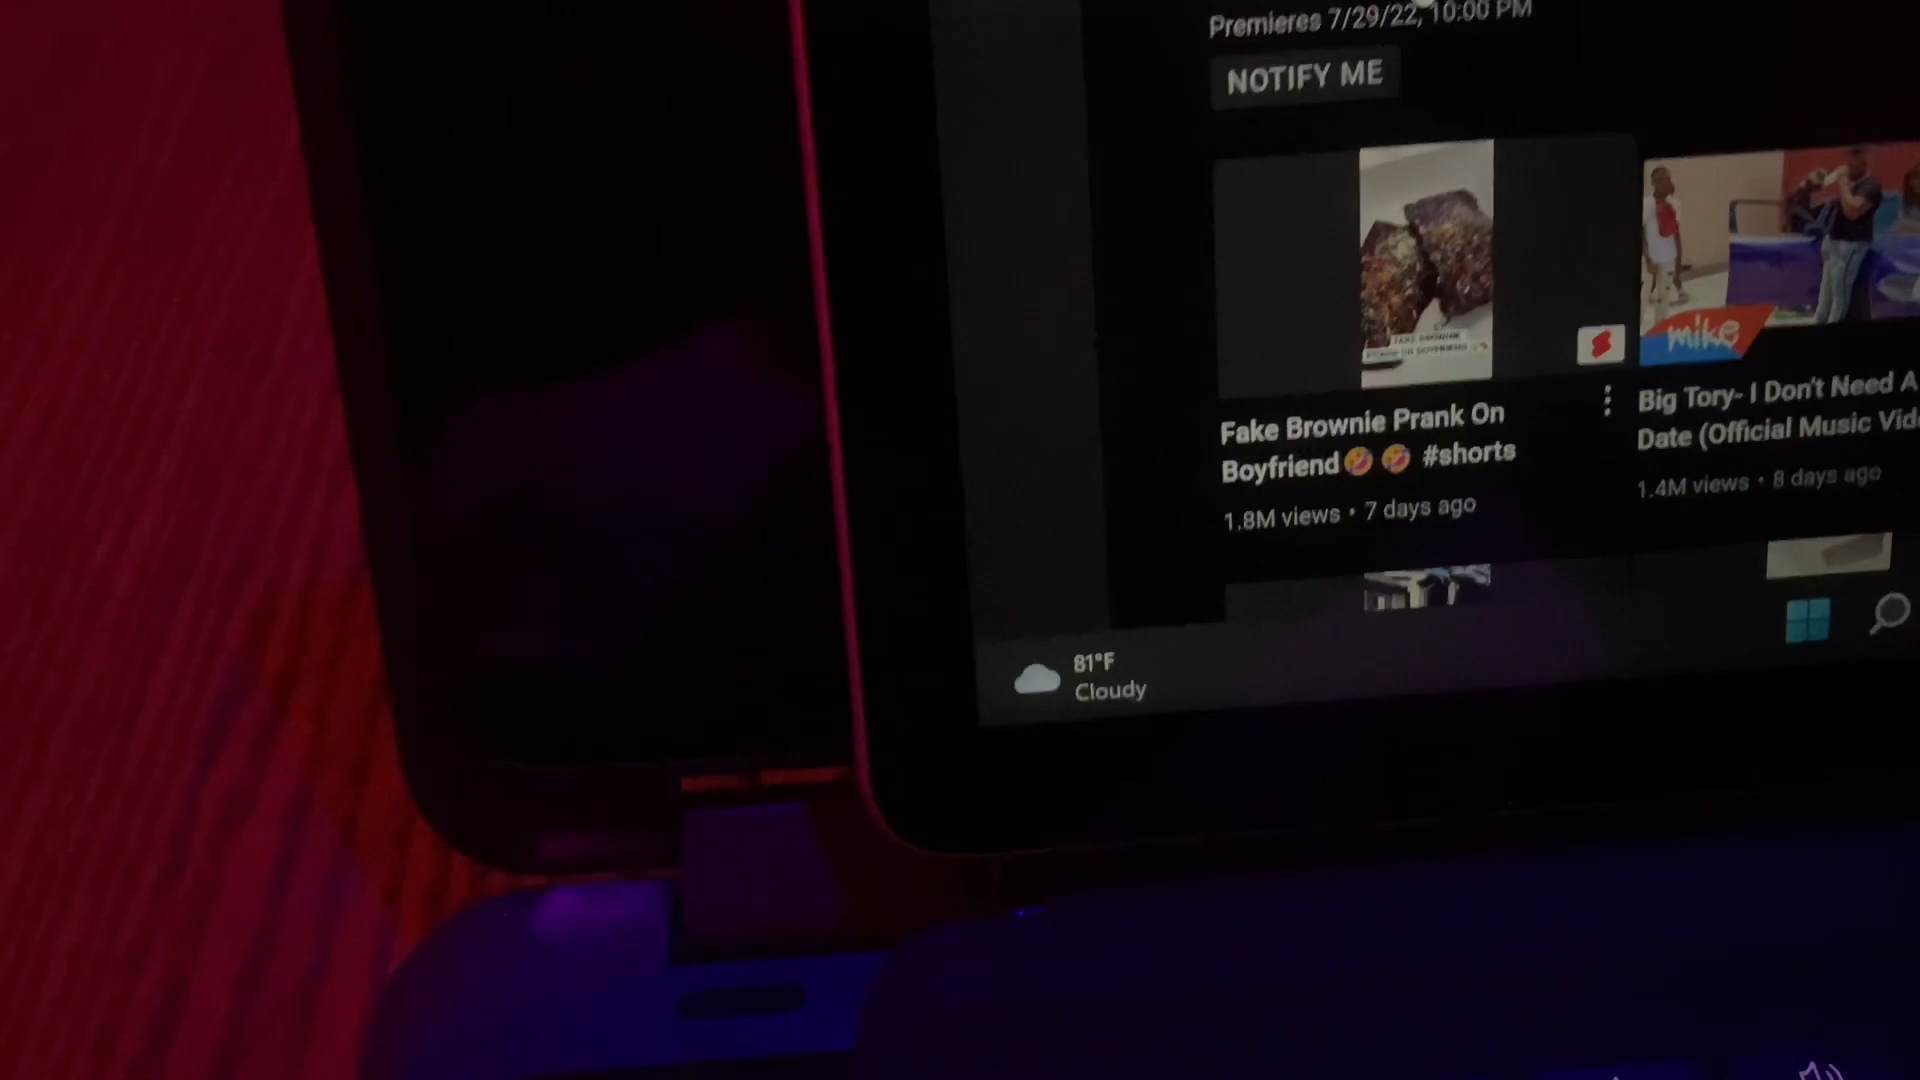 Premieres 7/29/22, 10:00 PM
NOTIFY ME
mike
Fake Brownie Prank On
Boyfriend🤣🤣 #shorts
1.8M views • 7 days ago
Big Tory- I Don't Need A
Date (Official Music Vid
1.4M views • 8 days ago
81°F
Cloudy